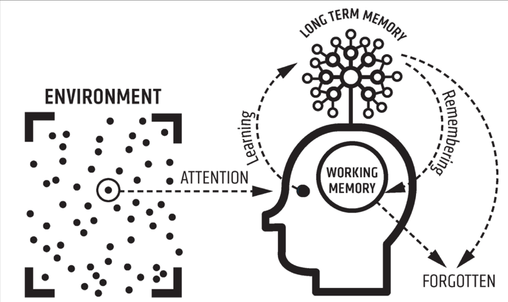 LONG TERM MEMORY
ENVIRONMENT
Learning
Remembering
ATTENTION
WORKING
MEMORY
FORGOTTEN